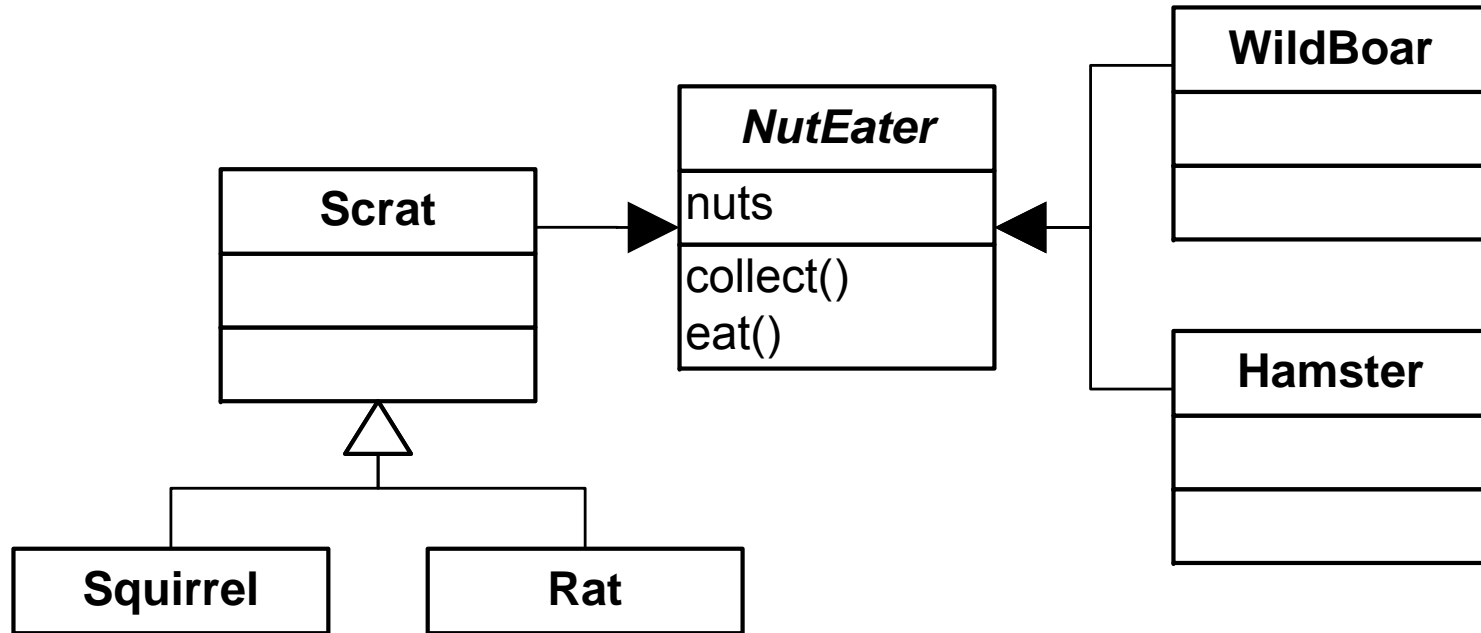 WildBoar
NutEater
nuts
collect()
eat()
Scrat
Hamster
Squirrel
Rat